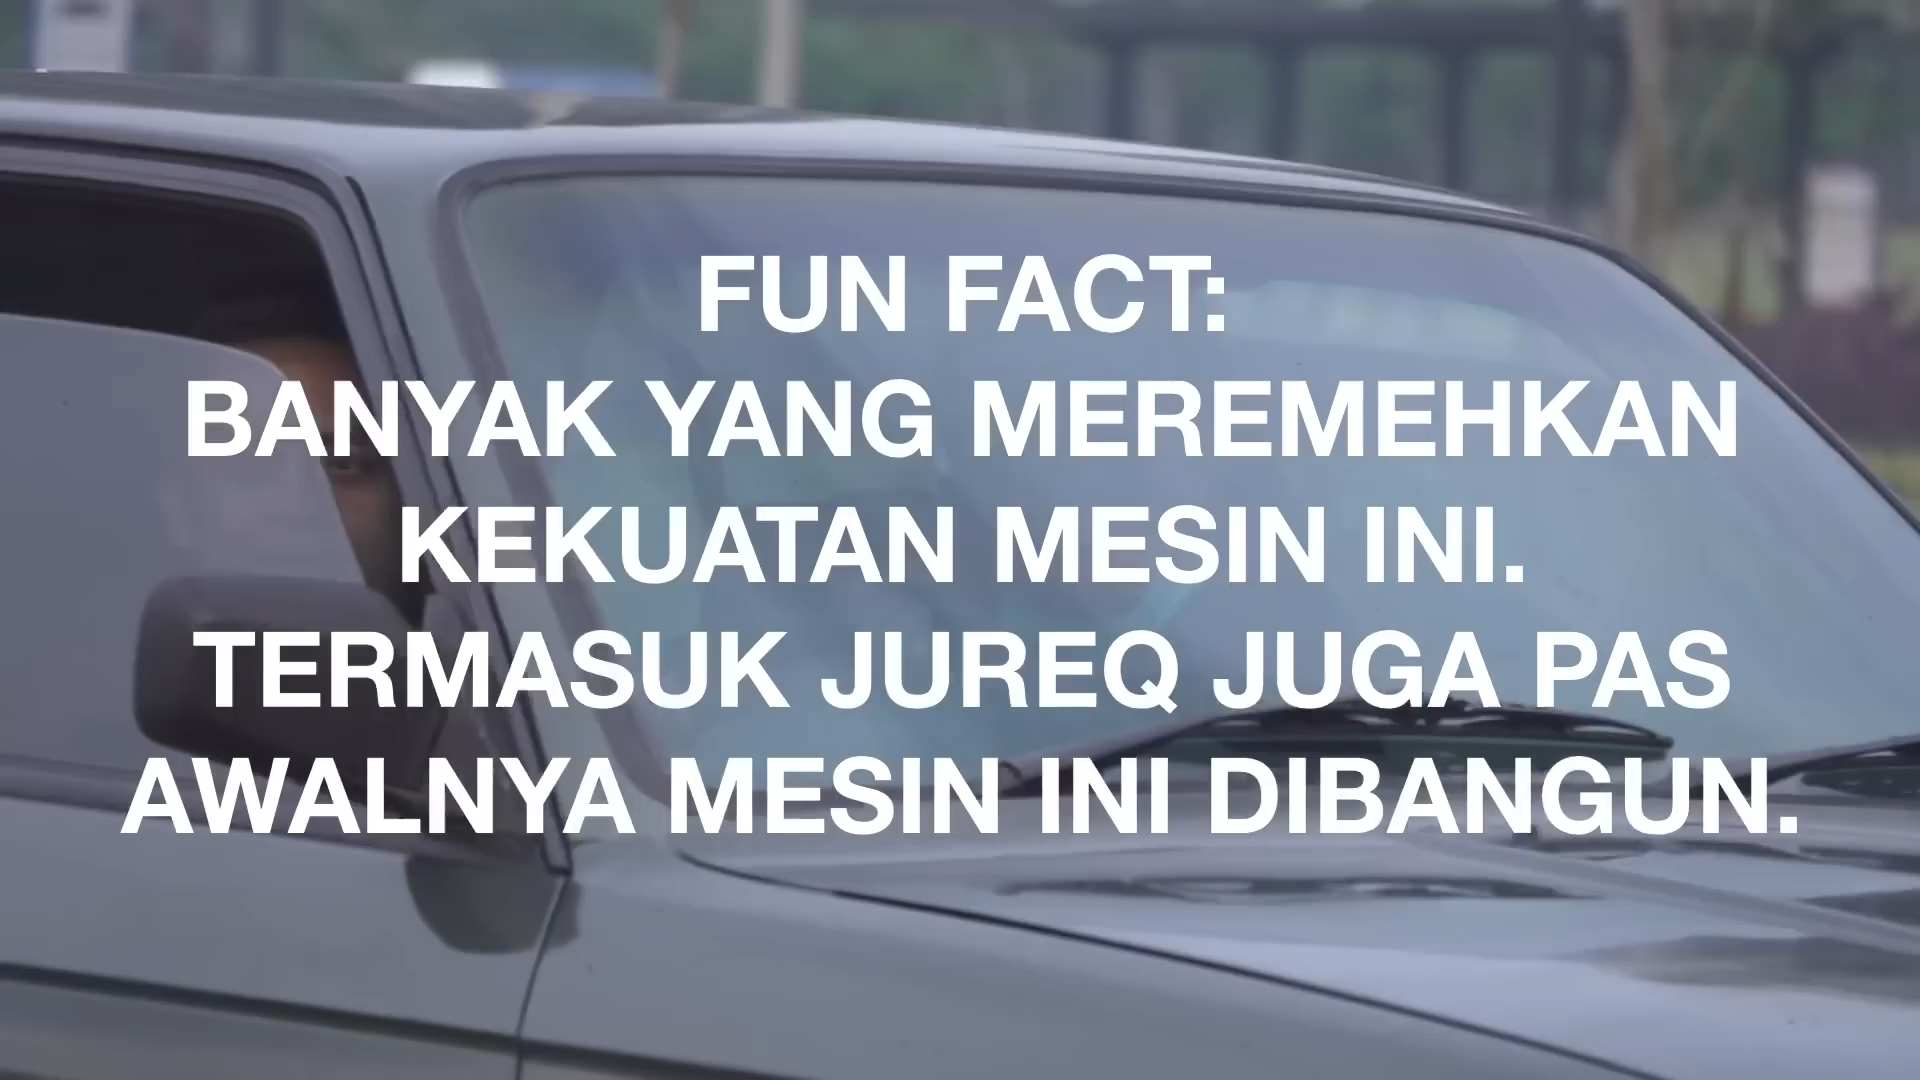 FUN FACT:
BANYAK YANG MEREMEHKAN
KEKUATAN MESIN INI.
TERMASUK JUREQ JUGA PAS
AWALNYA MESIN INI DIBANGUN.